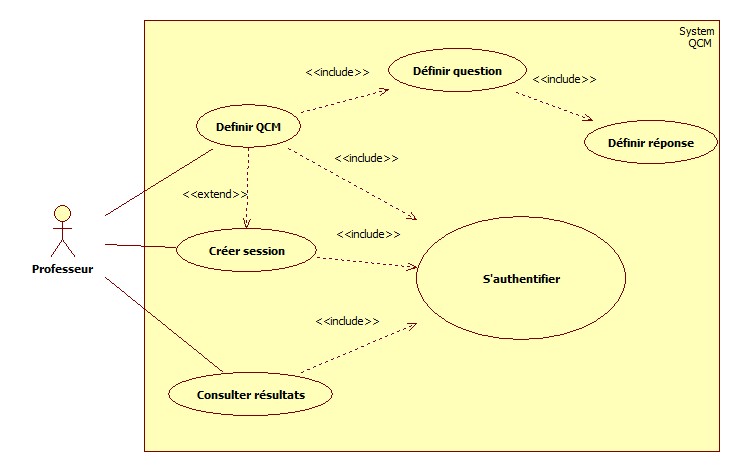 System
QCM
<<include>>
Définir question
<<include>>
Definir QCM
Définir réponse
<<include>>
<<extend>>
<<include>>
Créer session
Professeur
S'authentifier
<<include>>
Consulter résultats